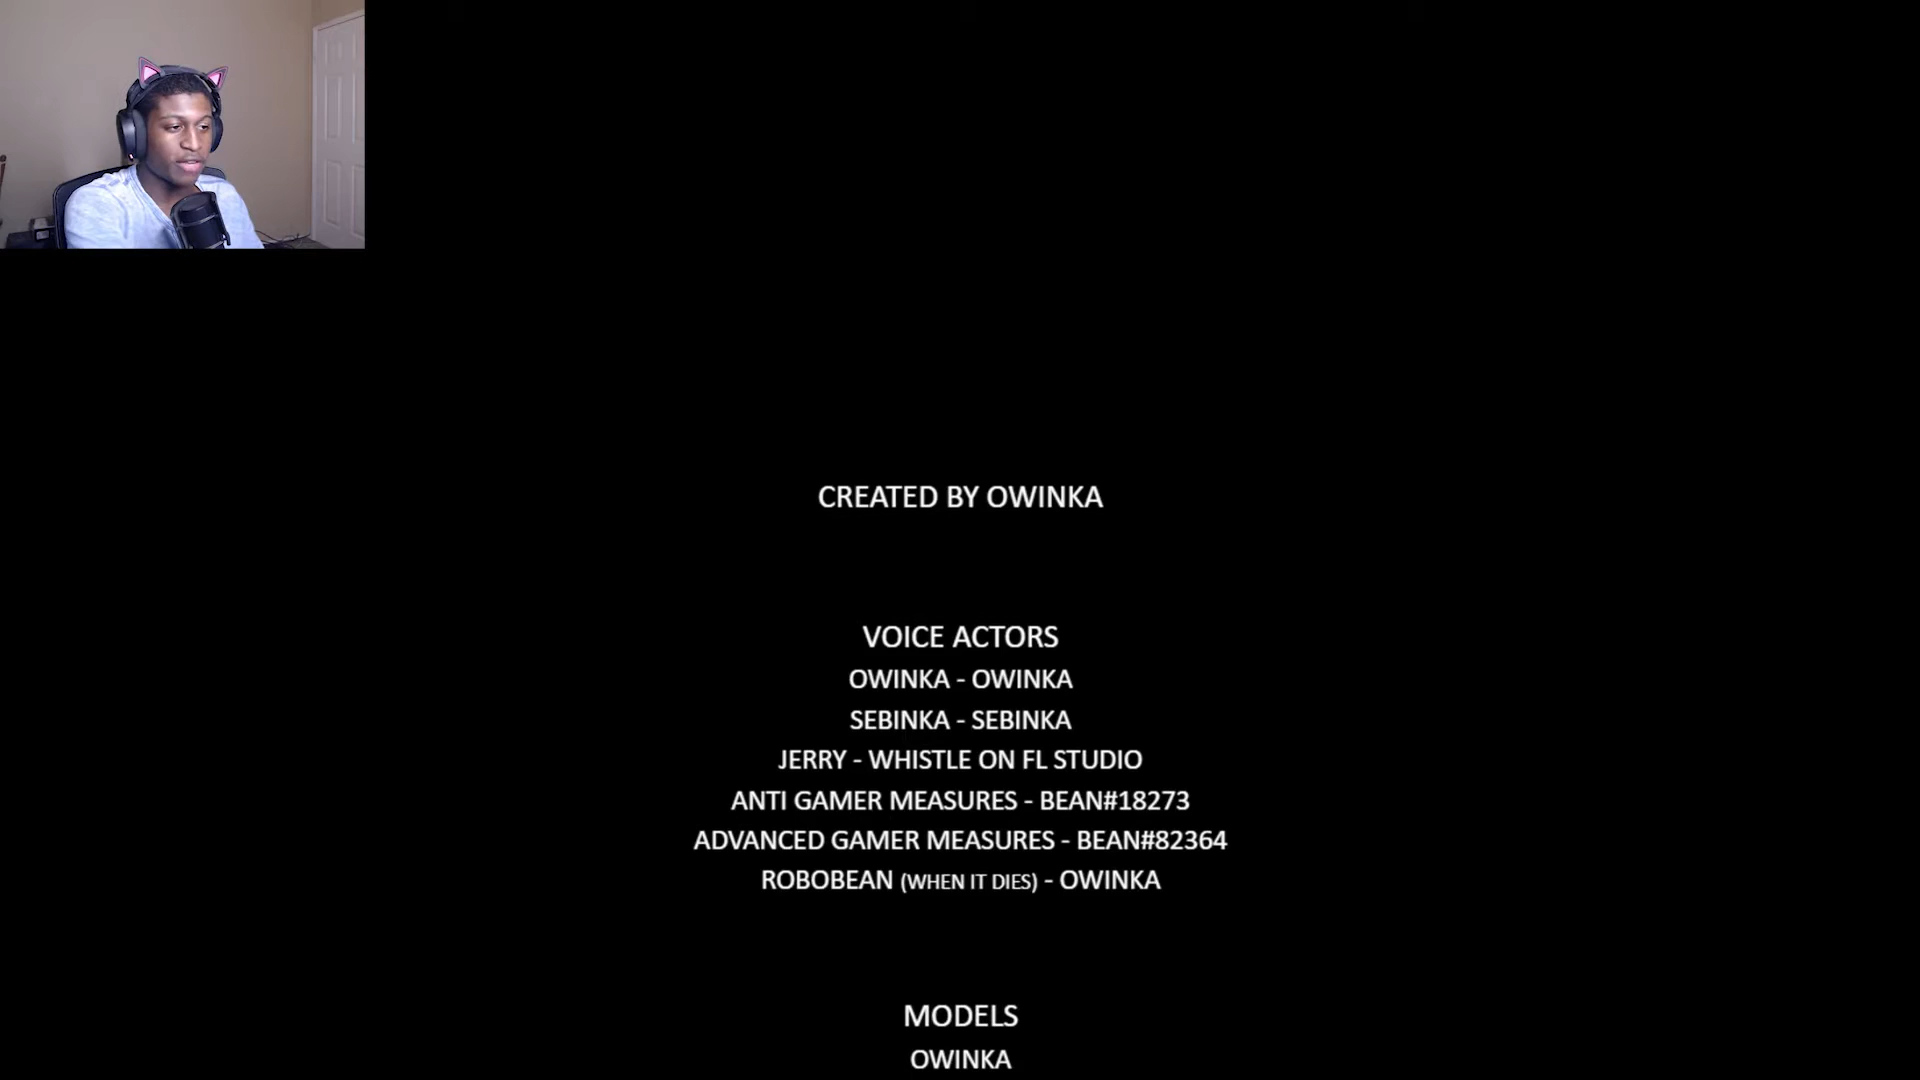 CREATED BY OWINKA
VOICE ACTORS
OWINKA - OWINKA
SEBINKA - SEBINKA
JERRY - WHISTLE ON FL STUDIO
ANTI GAMER MEASURES - BEAN#18273
ADVANCED GAMER MEASURES - BEAN#82364
ROBOBEAN (WHEN IT DIES) - OWINKA
MODELS
OWINKA